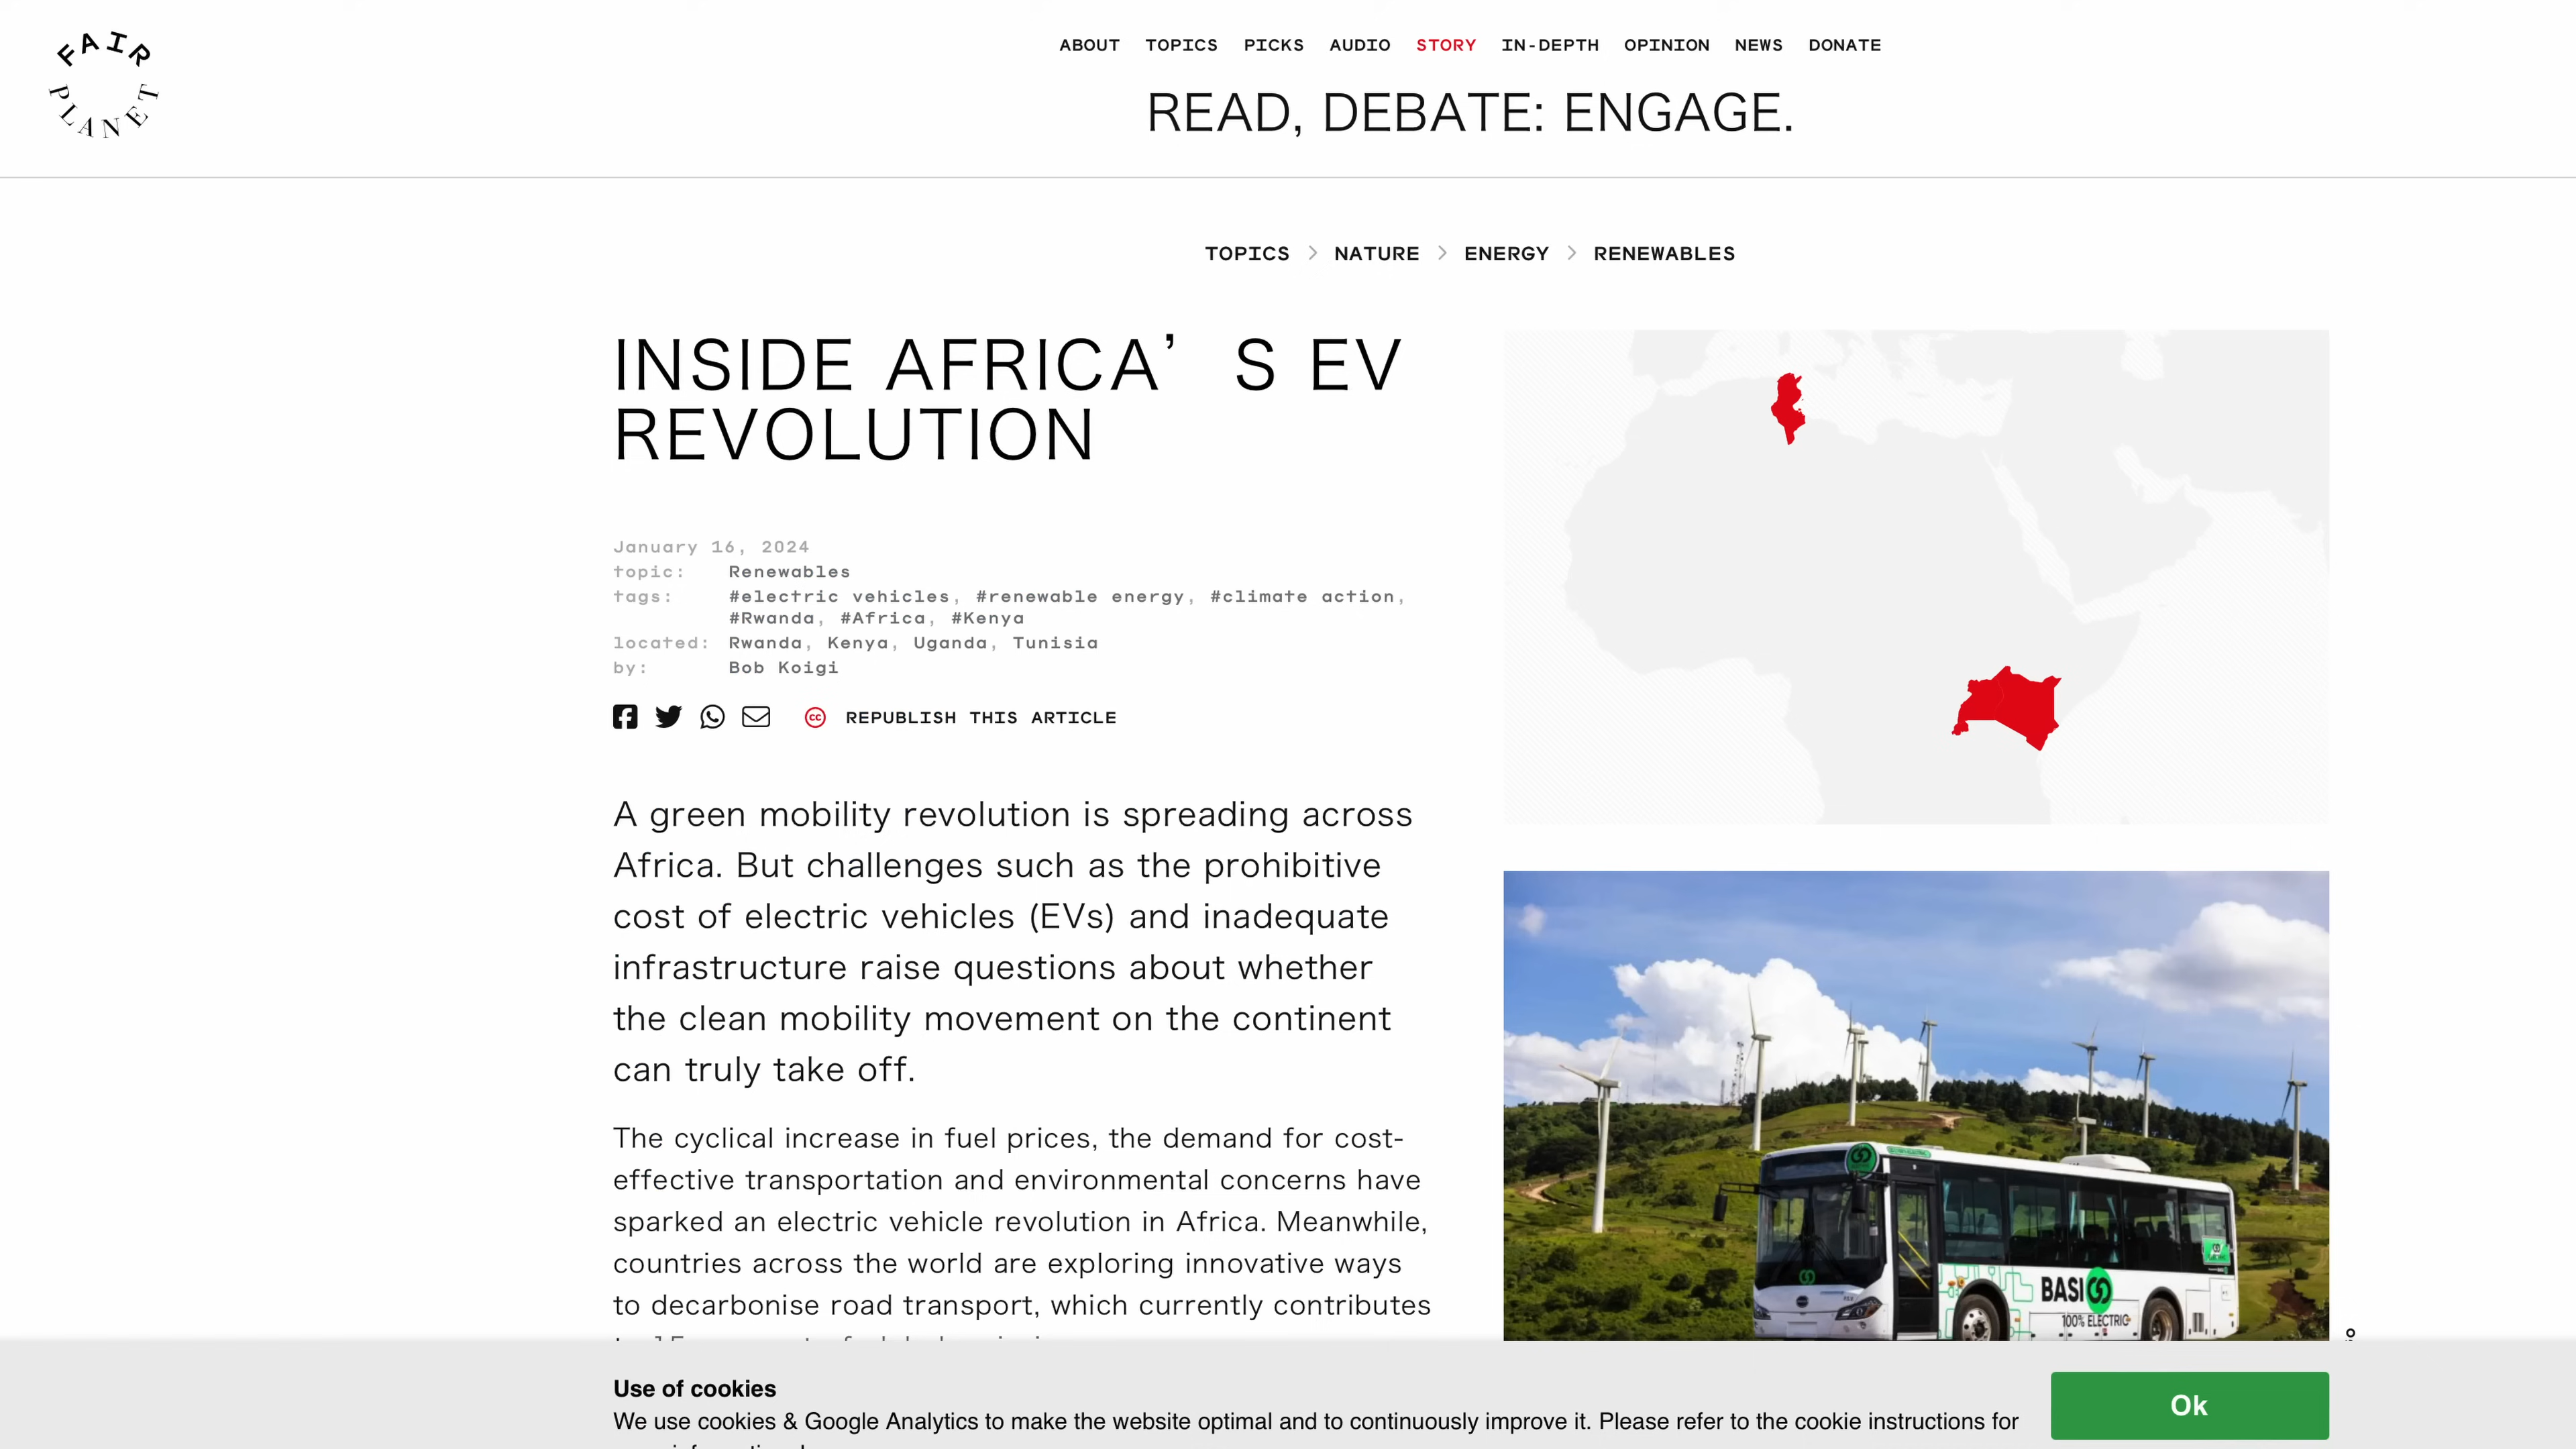 FAIR
PLANET
ABOUT TOPICS PICKS AUDIO STORY IN-DEPTH OPINION NEWS DONATE
READ, DEBATE: ENGAGE.
TOPICS > NATURE > ENERGY > RENEWABLES
INSIDE AFRICA’S EV
REVOLUTION
January 16, 2024
topic: Renewables
tags: #electric vehicles, #renewable energy, #climate action,
#Rwanda, #Africa, #Kenya
located: Rwanda, Kenya, Uganda, Tunisia
by: Bob Koigi
cc REPUBLISH THIS ARTICLE
A green mobility revolution is spreading across
Africa. But challenges such as the prohibitive
cost of electric vehicles (EVs) and inadequate
infrastructure raise questions about whether
the clean mobility movement on the continent
can truly take off.
The cyclical increase in fuel prices, the demand for cost-
effective transportation and environmental concerns have
sparked an electric vehicle revolution in Africa. Meanwhile,
countries across the world are exploring innovative ways
to decarbonise road transport, which currently contributes
BASIGO
100% ELECTRIC
Use of cookies
We use cookies & Google Analytics to make the website optimal and to continuously improve it. Please refer to the cookie instructions for
Ok